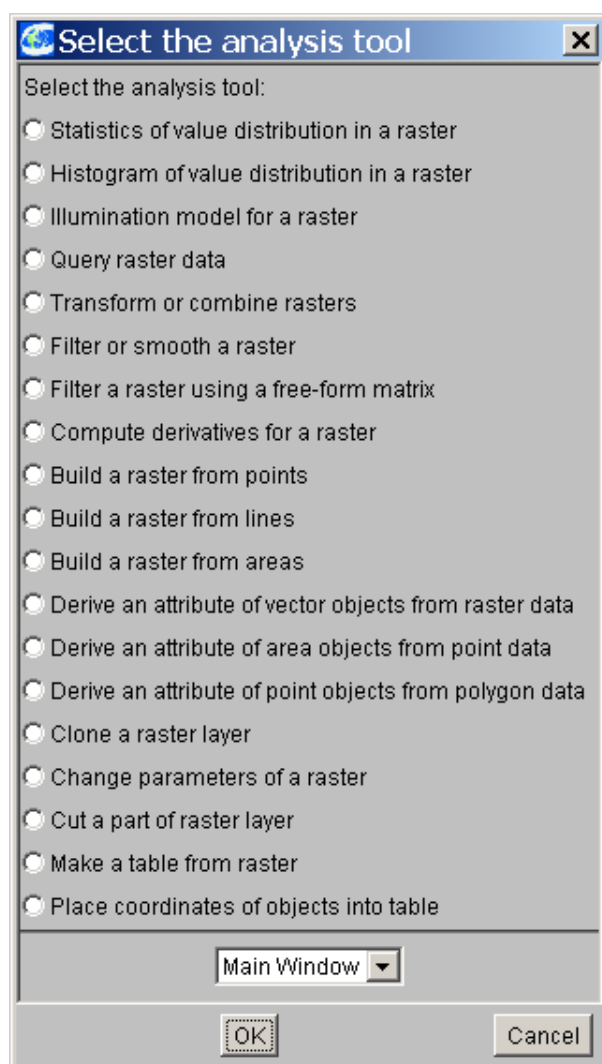 Select the analysis tool
Select the analysis tool:
Statistics of value distribution in a raster
Histogram of value distribution in a raster
Illumination model for a raster
Query raster data
Transform or combine rasters
Filter or smooth a raster
Filter a raster using a free-form matrix
Compute derivatives for a raster
Build a raster from points
Build a raster from lines
Build a raster from areas
Derive an attribute of vector objects from raster data
Derive an attribute of area objects from point data
Derive an attribute of point objects from polygon data
Clone a raster layer
Change parameters of a raster
Cut a part of raster layer
Make a table from raster
Place coordinates of objects into table
Main Window
OK Cancel